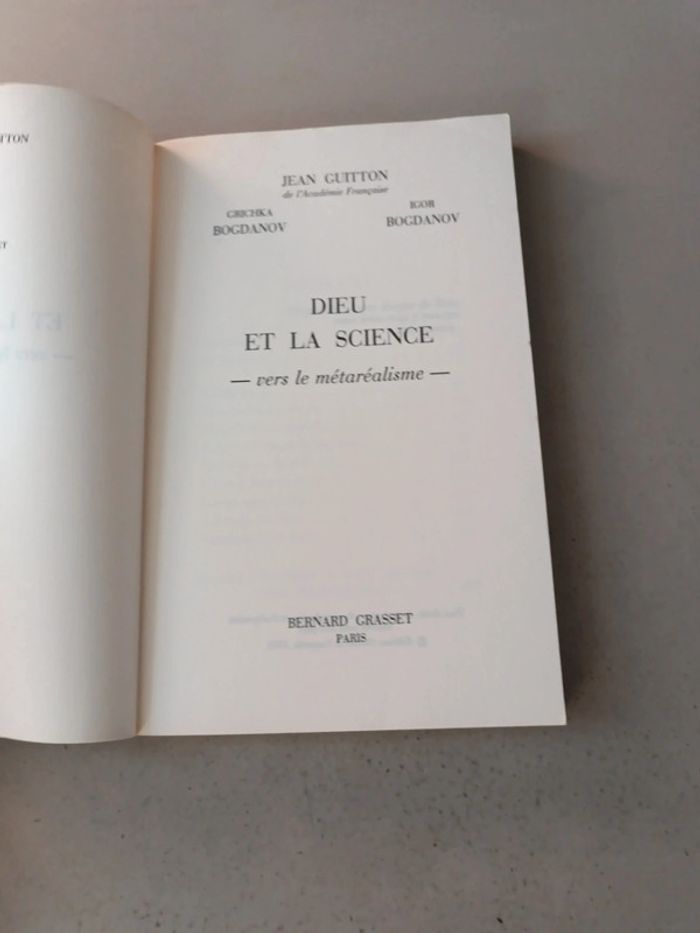 JEAN GUITTON
de l'Académie Française
GRICHKA
BOGDANOV
IGOR
BOGDANOV
DIEU
ET LA SCIENCE
— vers le métaréalisme —
BERNARD GRASSET
PARIS